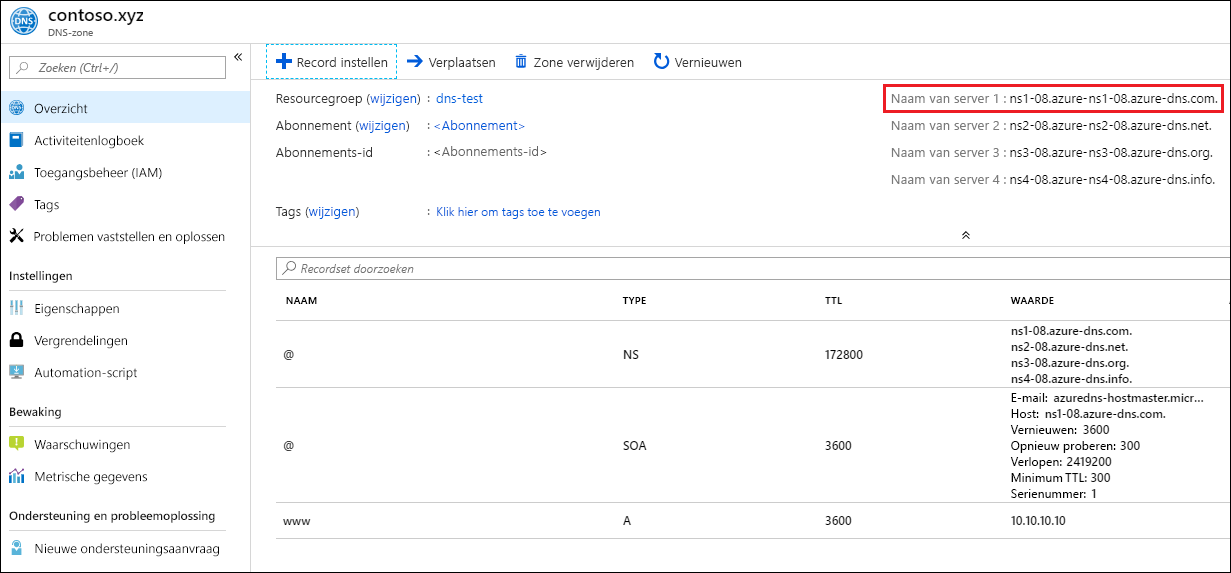 DNS
contoso.xyz
DNS-zone
Zoeken (Ctrl+/)
«
Overzicht
Activiteitenlogboek
Toegangsbeheer (IAM)
Tags
Problemen vaststellen en oplossen
Instellingen
Eigenschappen
Vergrendelingen
Automation-script
Bewaking
Waarschuwingen
Metrische gegevens
Ondersteuning en probleemoplossing
Nieuwe ondersteuningsaanvraag
Record instellen Verplaatsen Zone verwijderen Vernieuwen
Resourcegroep (wijzigen) : dns-test
Abonnement (wijzigen) : <Abonnement>
Abonnements-id : <Abonnements-id>
Tags (wijzigen) : Klik hier om tags toe te voegen
Naam van server 1 : ns1-08.azure-ns1-08.azure-dns.com.
Naam van server 2 : ns2-08.azure-ns2-08.azure-dns.net.
Naam van server 3 : ns3-08.azure-ns3-08.azure-dns.org.
Naam van server 4 : ns4-08.azure-ns4-08.azure-dns.info.
Recordset doorzoeken
NAAM TYPE TTL WAARDE
@ NS 172800
ns1-08.azure-dns.com.
ns2-08.azure-dns.net.
ns3-08.azure-dns.org.
ns4-08.azure-dns.info.
@ SOA 3600
E-mail: azuredns-hostmaster.micr...
Host: ns1-08.azure-dns.com.
Vernieuwen: 3600
Opnieuw proberen: 300
Verlopen: 2419200
Minimum TTL: 300
Serienummer: 1
www A 3600 10.10.10.10